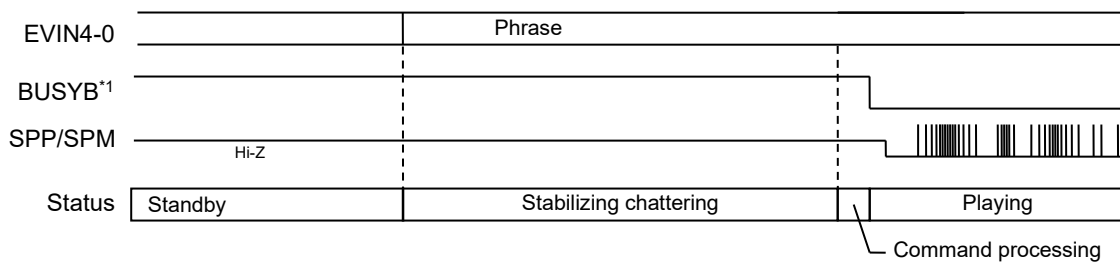 EVIN4-0
Phrase
BUSYB*1
SPP/SPM
Hi-Z
Status
Standby
Stabilizing chattering
Playing
Command processing